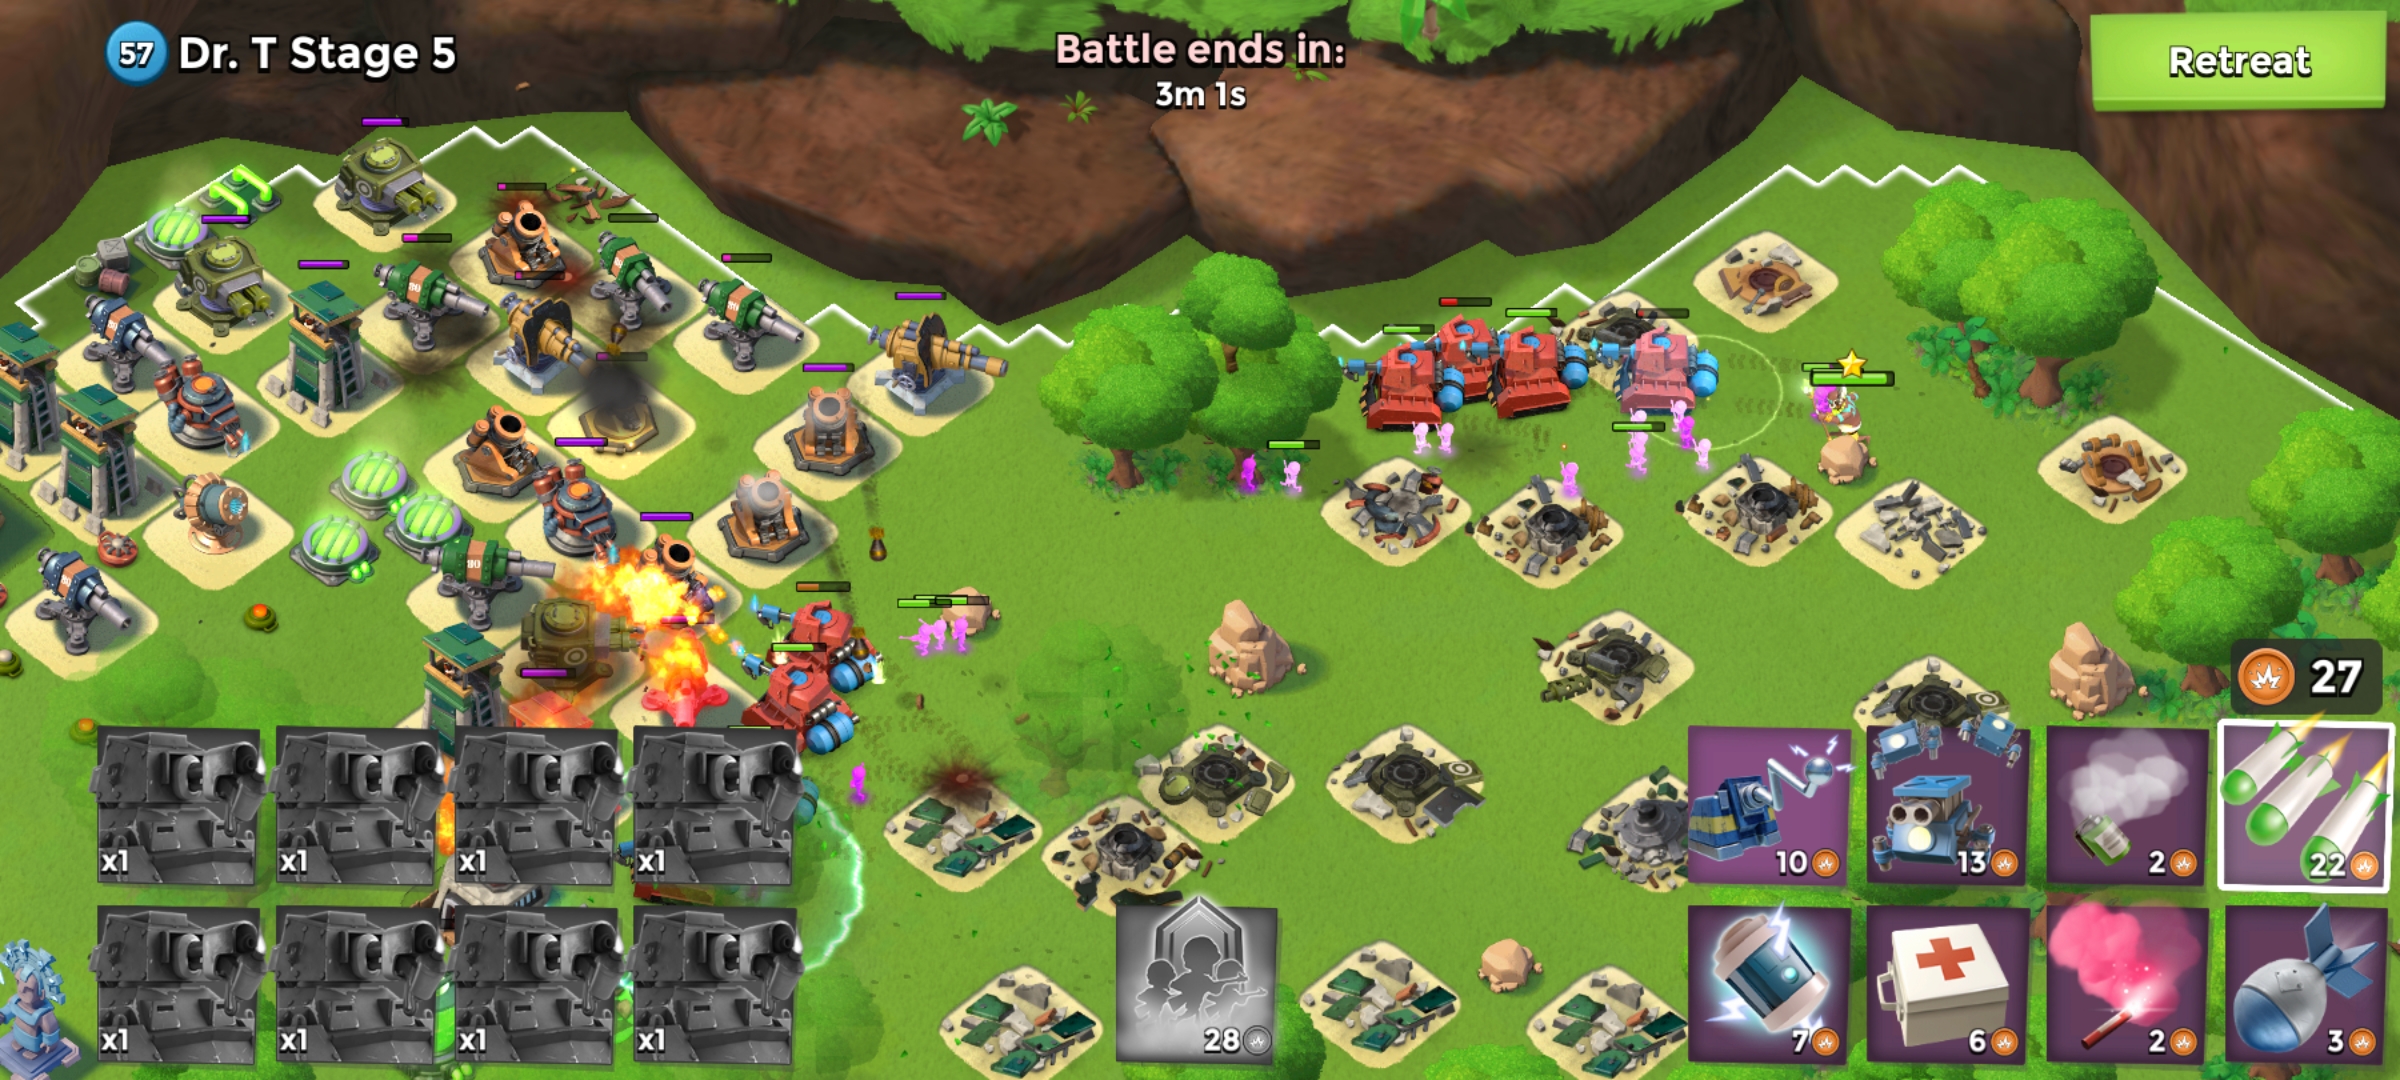 57 Dr. T Stage 5
Battle ends in:
3m 1s
Retreat
27
x1 x1 x1 x1
10 13 2 22
x1 x1 x1 x1
28
7 6 2 3